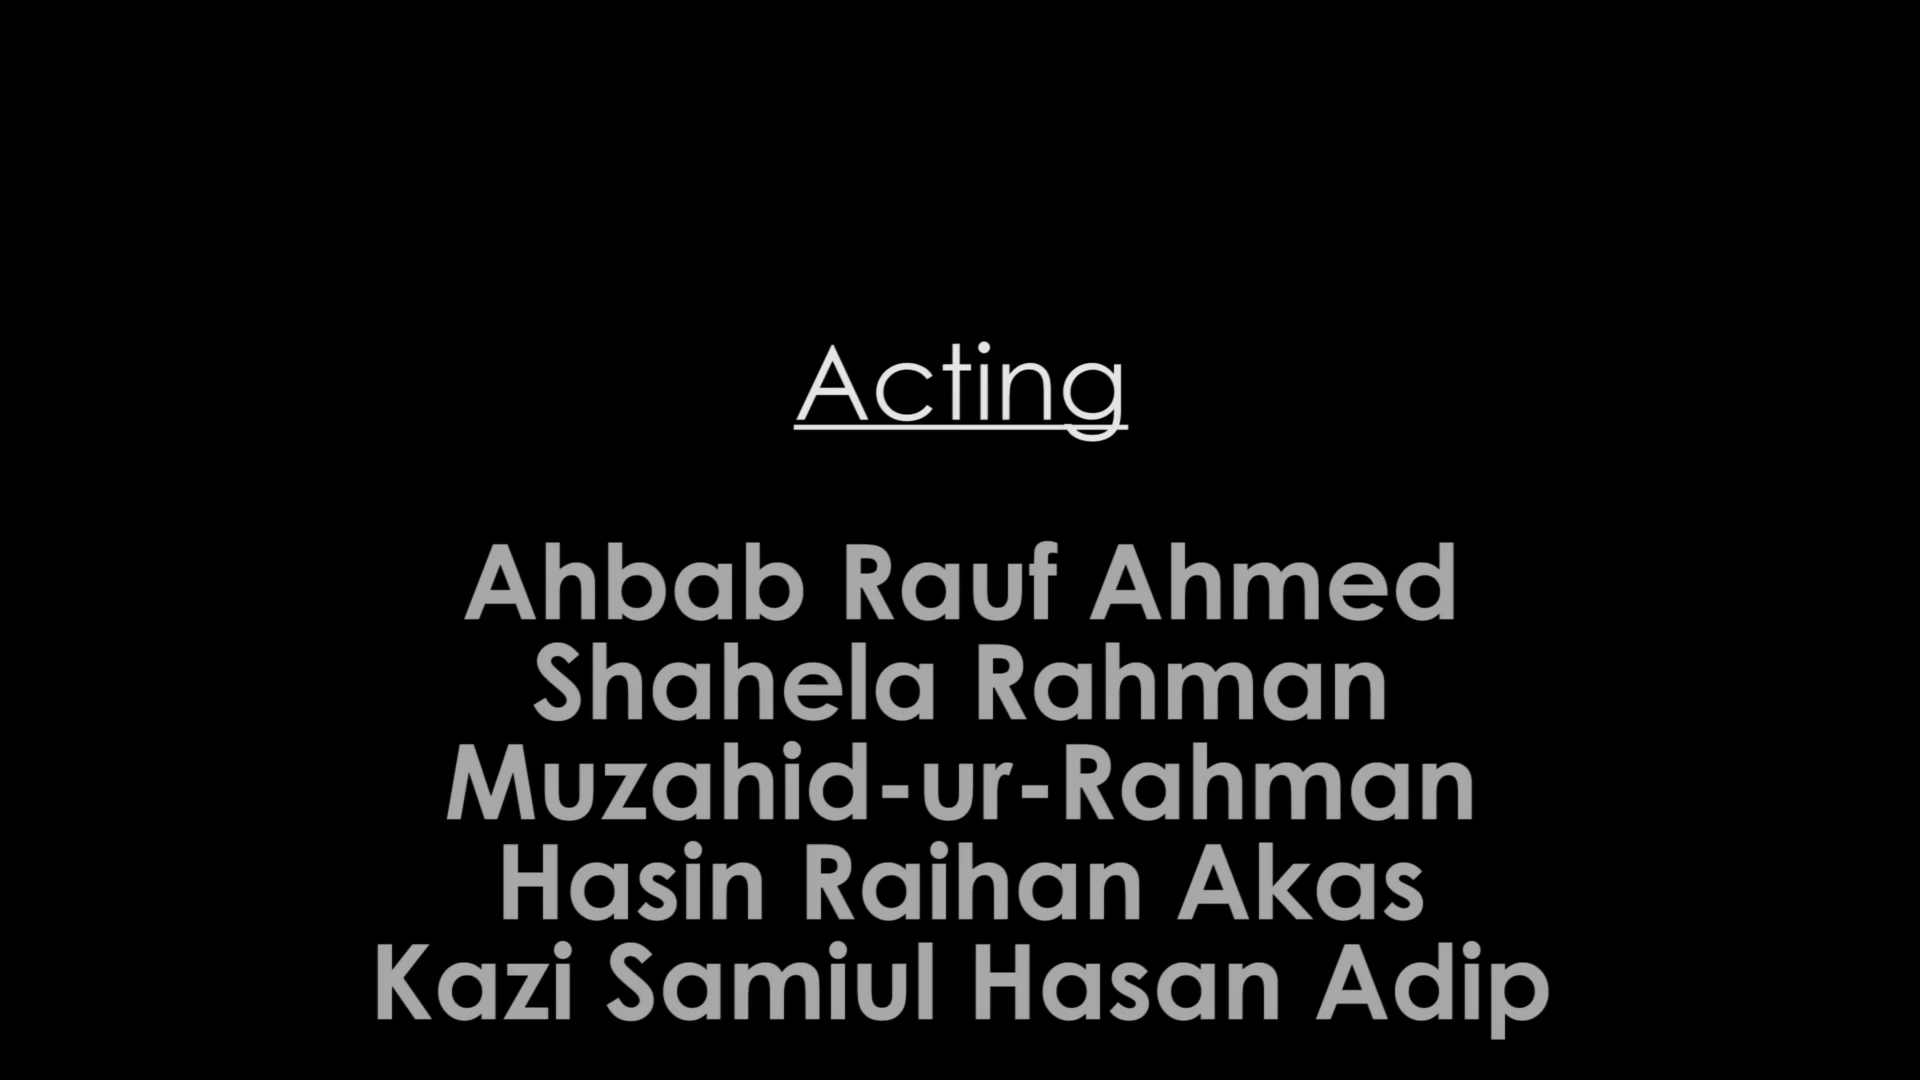 Acting
Ahbab Rauf Ahmed
Shahela Rahman
Muzahid-ur-Rahman
Hasin Raihan Akas
Kazi Samiul Hasan Adip